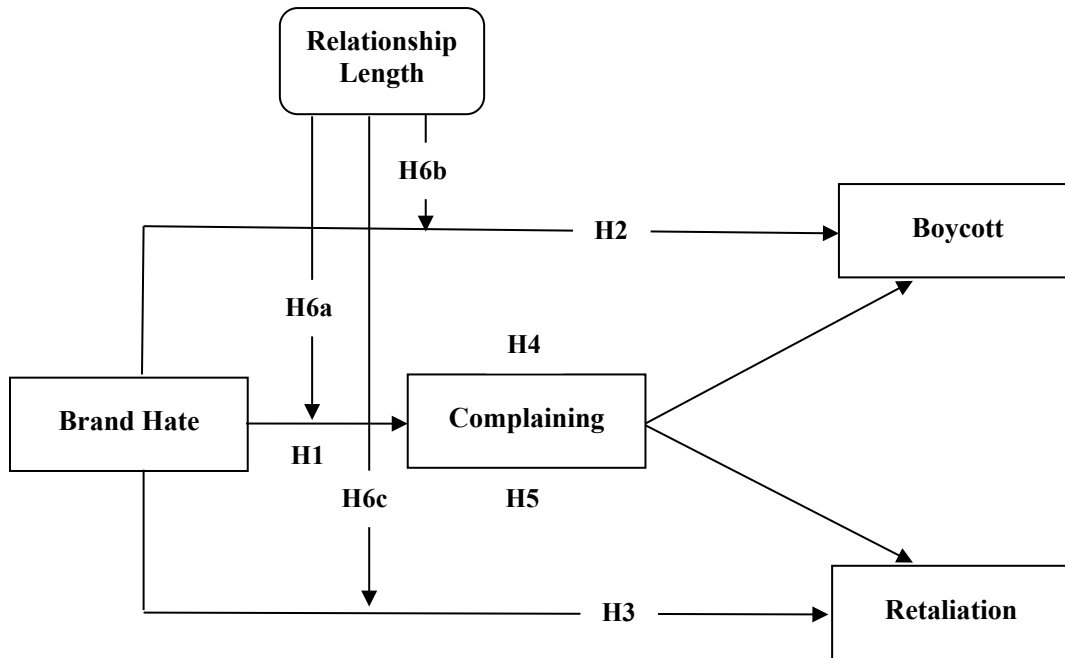 Relationship
Length
H6b
H2
Boycott
H6a
H4
Brand Hate
Complaining
H1
H6c
H5
H3
Retaliation